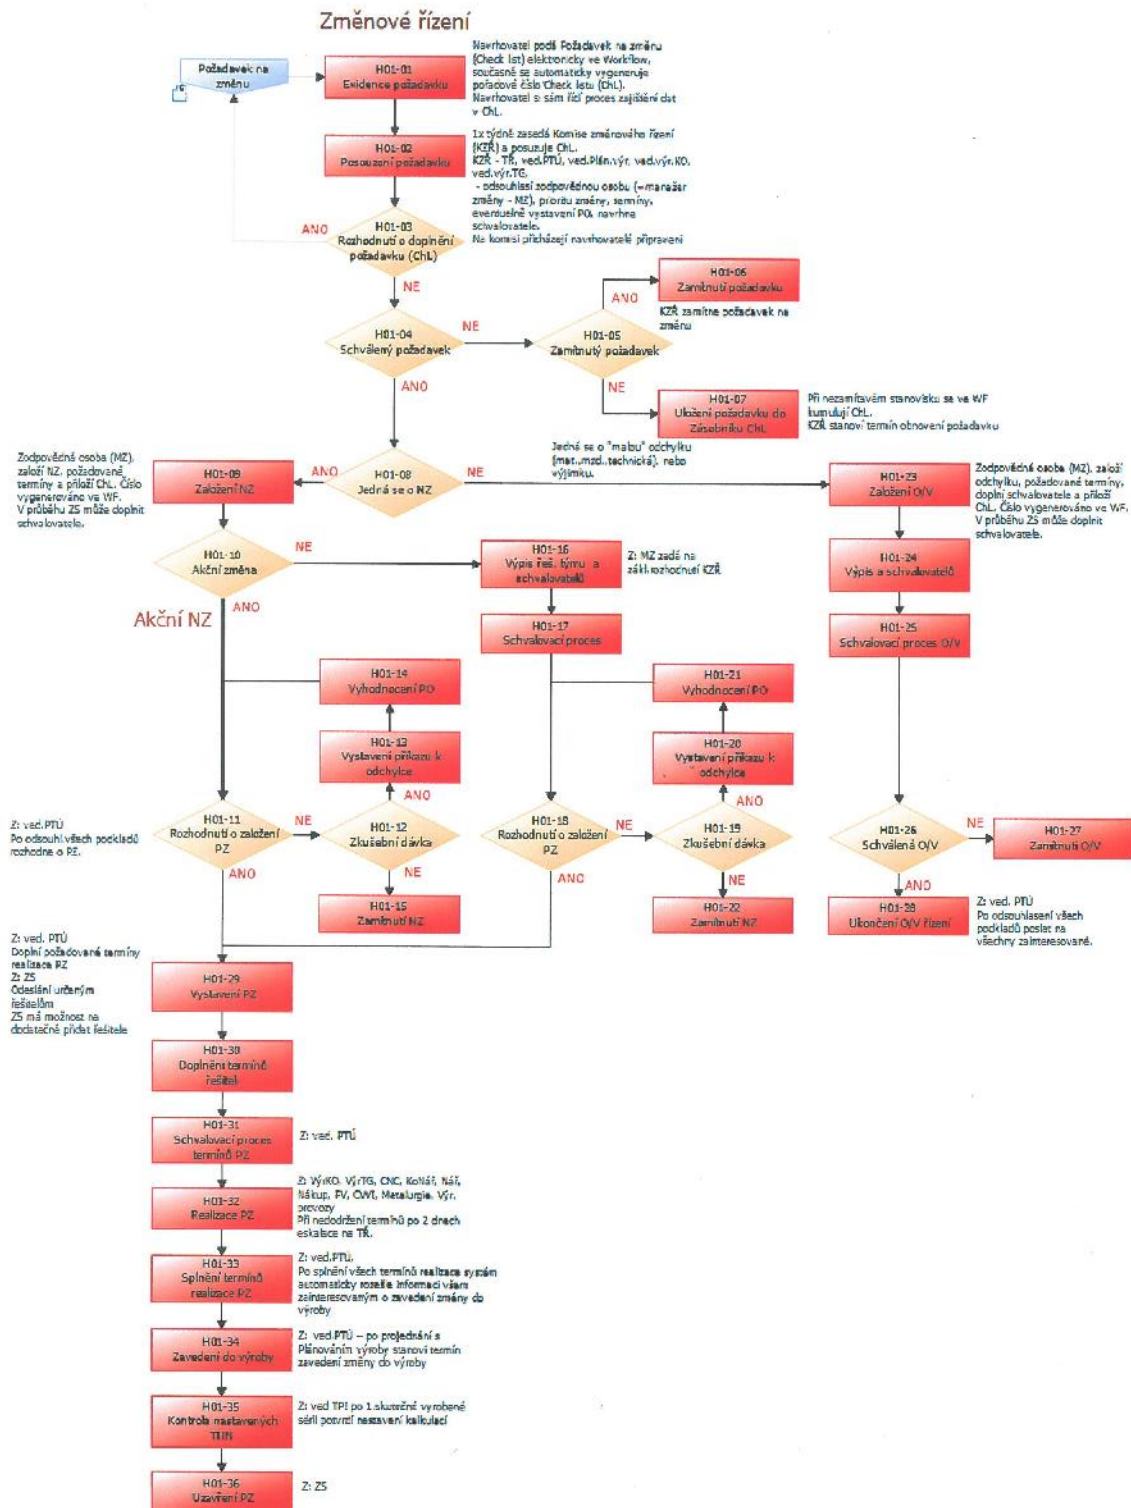 Změnové řízení
Požadavek na
změnu
H01-01
Evidence požadavku
Navrhovatel podá Požadavek na změnu
(Check list) elektronicky ve Workflow,
současně se automaticky vygeneruje
pořadové číslo Check listu (ChL).
Navrhovatel si sám řídí proces zajištění dat
v ChL.
H01-02
Posouzení požadavku
1x týdně zasedá Komise změnového řízení
(KZŘ) a posuzuje ChL.
KZŘ - TŘ, ved.PTÚ, ved.Plán.výr, ved.výr.KO,
ved.výr.TG,
- odsouhlasí zodpovědnou osobu (=manažer
změny - MZ), prioritu změny, termíny,
eventuelně vystavení PO, navrhne
schvalovatele.
Na komisi přicházejí navrhovatelé připraveni
ANO
H01-03
Rozhodnutí o doplnění
požadavku (ChL)
NE
H01-04
Schválený požadavek
NE
ANO
H01-05
Zamítnutý požadavek
ANO
H01-06
Zamítnutí požadavku
KZŘ zamítne požadavek na
změnu
NE
H01-07
Uložení požadavku do
Zásobníku ChL
Při nezamítavém stanovisku se ve WF
kumulují ChL.
KZŘ stanoví termín obnovení požadavku
Zodpovědná osoba (MZ),
založí NZ, požadované
termíny a přiloží ChL. Číslo
vygenerováno ve WF.
V průběhu ZS může doplnit
schvalovatele.
H01-09
Založení NZ
ANO
H01-08
Jedná se o NZ
NE
Jedná se o "malou" odchylku
(mat.,mzd.,technická), nebo
výjimku.
H01-23
Založení O/V
Zodpovědná osoba (MZ), založí
odchylku, požadované termíny,
doplní schvalovatele a přiloží
ChL. Číslo vygenerováno ve WF.
V průběhu ZS může doplnit
schvalovatele.
H01-10
Akční změna
NE
ANO
Akční NZ
H01-16
Výpis řeš. týmu a
schvalovatelů
Z: MZ zadá na
zákl.rozhodnutí KZŘ
H01-24
Výpis a schvalovatelů
H01-17
Schvalovací proces
H01-25
Schvalovací proces O/V
H01-14
Vyhodnocení PO
H01-21
Vyhodnocení PO
H01-13
Vystavení příkazu k
odchylce
H01-20
Vystavení příkazu k
odchylce
ANO
ANO
Z: ved.PTÚ
Po odsouhl.všech podkladů
rozhodne o PZ.
H01-11
Rozhodnutí o založení
PZ
NE
ANO
H01-12
Zkušební dávka
NE
H01-18
Rozhodnutí o založení
PZ
NE
ANO
H01-19
Zkušební dávka
NE
H01-26
Schválená O/V
NE
ANO
H01-27
Zamítnutí O/V
H01-15
Zamítnutí NZ
H01-22
Zamítnutí NZ
H01-28
Ukončení O/V řízení
Z: ved. PTÚ
Po odsouhlasení všech
podkladů poslat na
všechny zainteresované.
Z: ved. PTÚ
Doplní požadované termíny
realizace PZ
Z: ZS
Odeslání určeným
řešitelům
ZS má možnost na
dodatečné přidat řešitele
H01-29
Vystavení PZ
H01-30
Doplnění termínů
řešiteli
H01-31
Schvalovací proces
termínů PZ
Z: ved. PTÚ
H01-32
Realizace PZ
Z: VýrKO, VýrTG, CNC, KoNář, Nář,
Nákup, PV, CWI, Metalurgie, Výr.
provozy
Při nedodržení termínů po 2 dnech
eskalace na TŘ.
H01-33
Splnění termínů
realizace PZ
Z: ved.PTÚ,
Po splnění všech termínů realizace systém
automaticky rozešle informaci všem
zainteresovaným o zavedení změny do
výroby
H01-34
Zavedení do výroby
Z: ved.PTÚ – po projednání s
Plánováním výroby stanoví termín
zavedení změny do výroby
H01-35
Kontrola nastavených
THN
Z: ved TPI po 1.skutečně vyrobené
sérii potvrdí nastavení kalkulací
H01-36
Uzavření PZ
Z: ZS